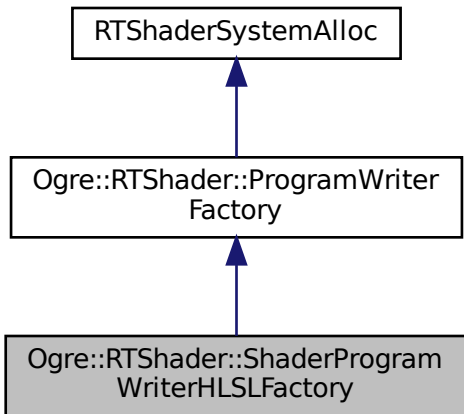 RTShaderSystemAlloc
Ogre::RTShader::ProgramWriter
Factory
Ogre::RTShader::ShaderProgram
WriterHLSLFactory